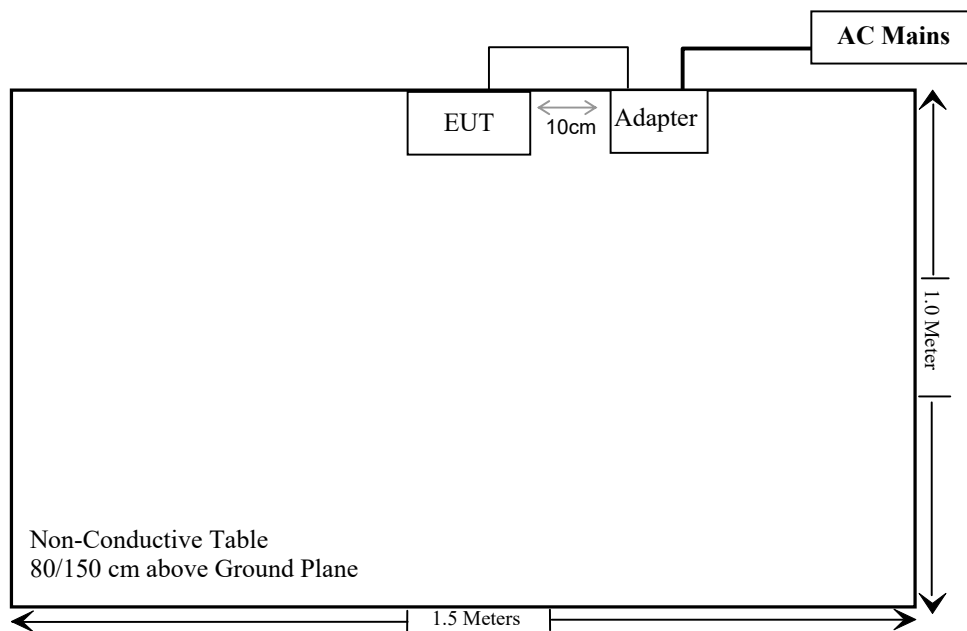 AC Mains
EUT
10cm
Adapter
1.0 Meter
Non-Conductive Table
80/150 cm above Ground Plane
1.5 Meters